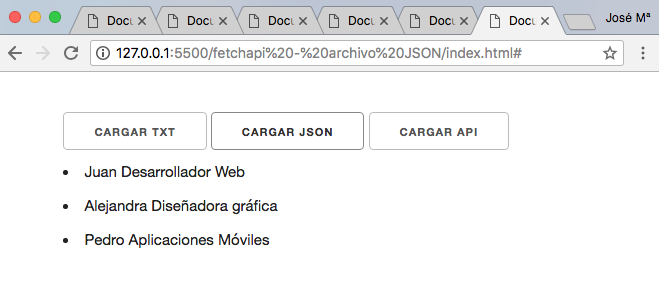 Docu Docu Docu Docu Docu Docu José Mª
127.0.0.1:5500/fetchapi%20-%20archivo%20JSON/index.html#
CARGAR TXT CARGAR JSON CARGAR API
• Juan Desarrollador Web
• Alejandra Diseñadora gráfica
• Pedro Aplicaciones Móviles